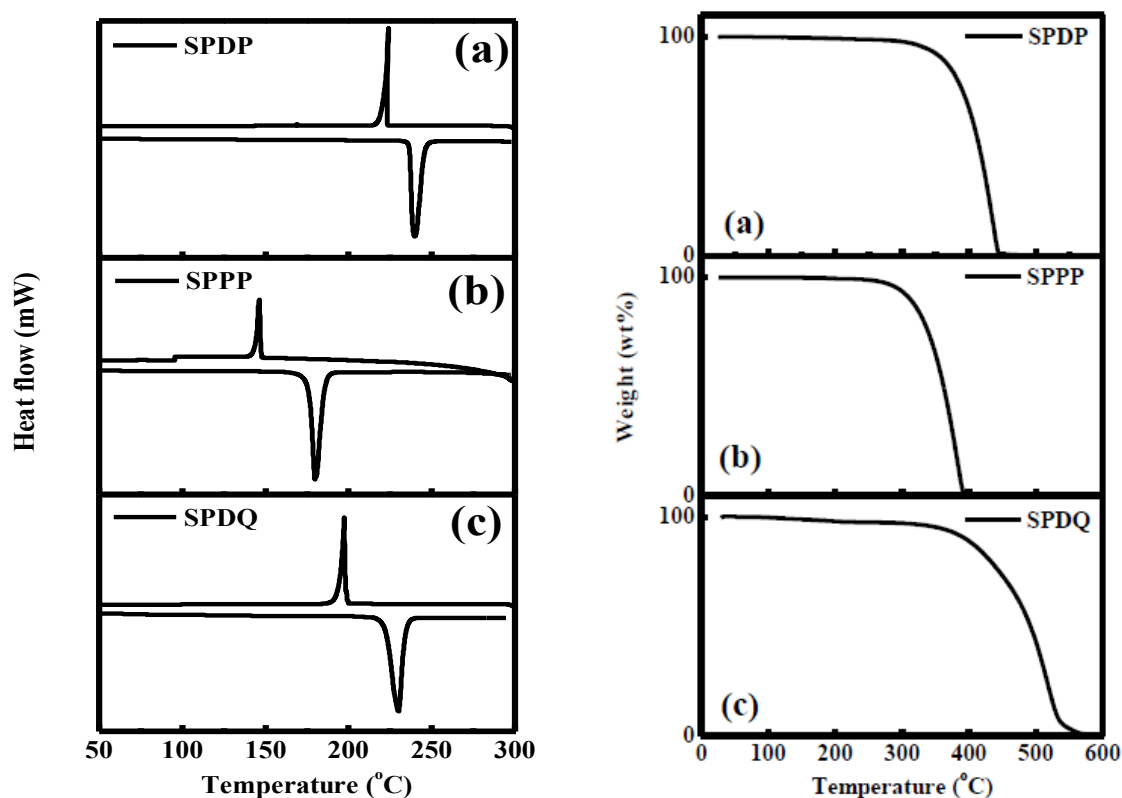 SPDP
(a)
SPPP
(b)
SPDQ
(c)
Heat flow (mW)
50 100 150 200 250 300
Temperature (°C)
100
SPDP
(a)
0
100
SPPP
(b)
0
100
SPDQ
(c)
0
Weight (wt%)
0 100 200 300 400 500 600
Temperature (°C)